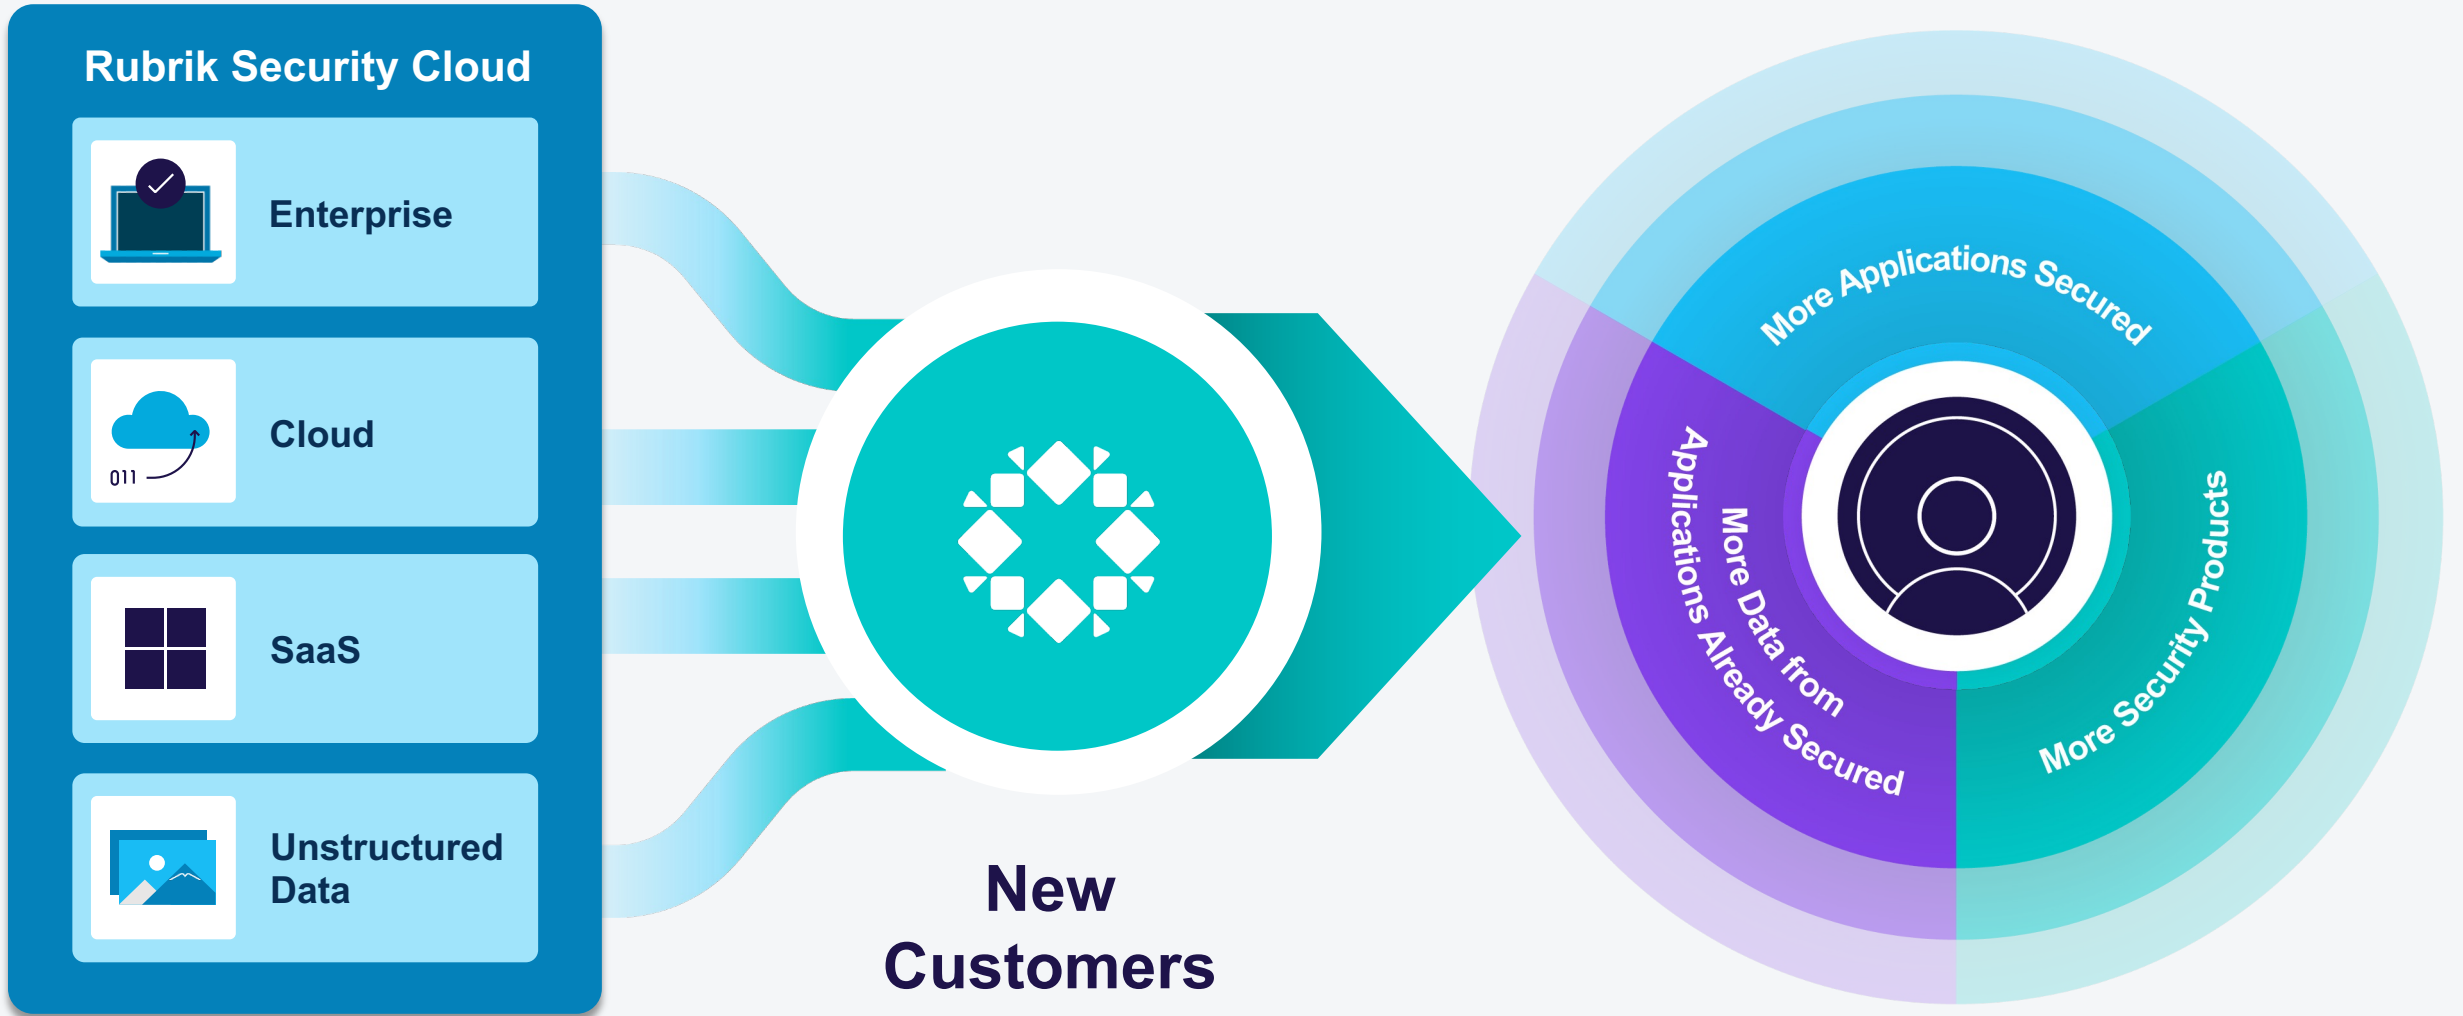 Rubrik Security Cloud
Enterprise
Cloud
011
SaaS
Unstructured
Data
New
Customers
More Applications Secured
More Data from
Applications Already Secured
More Security Products